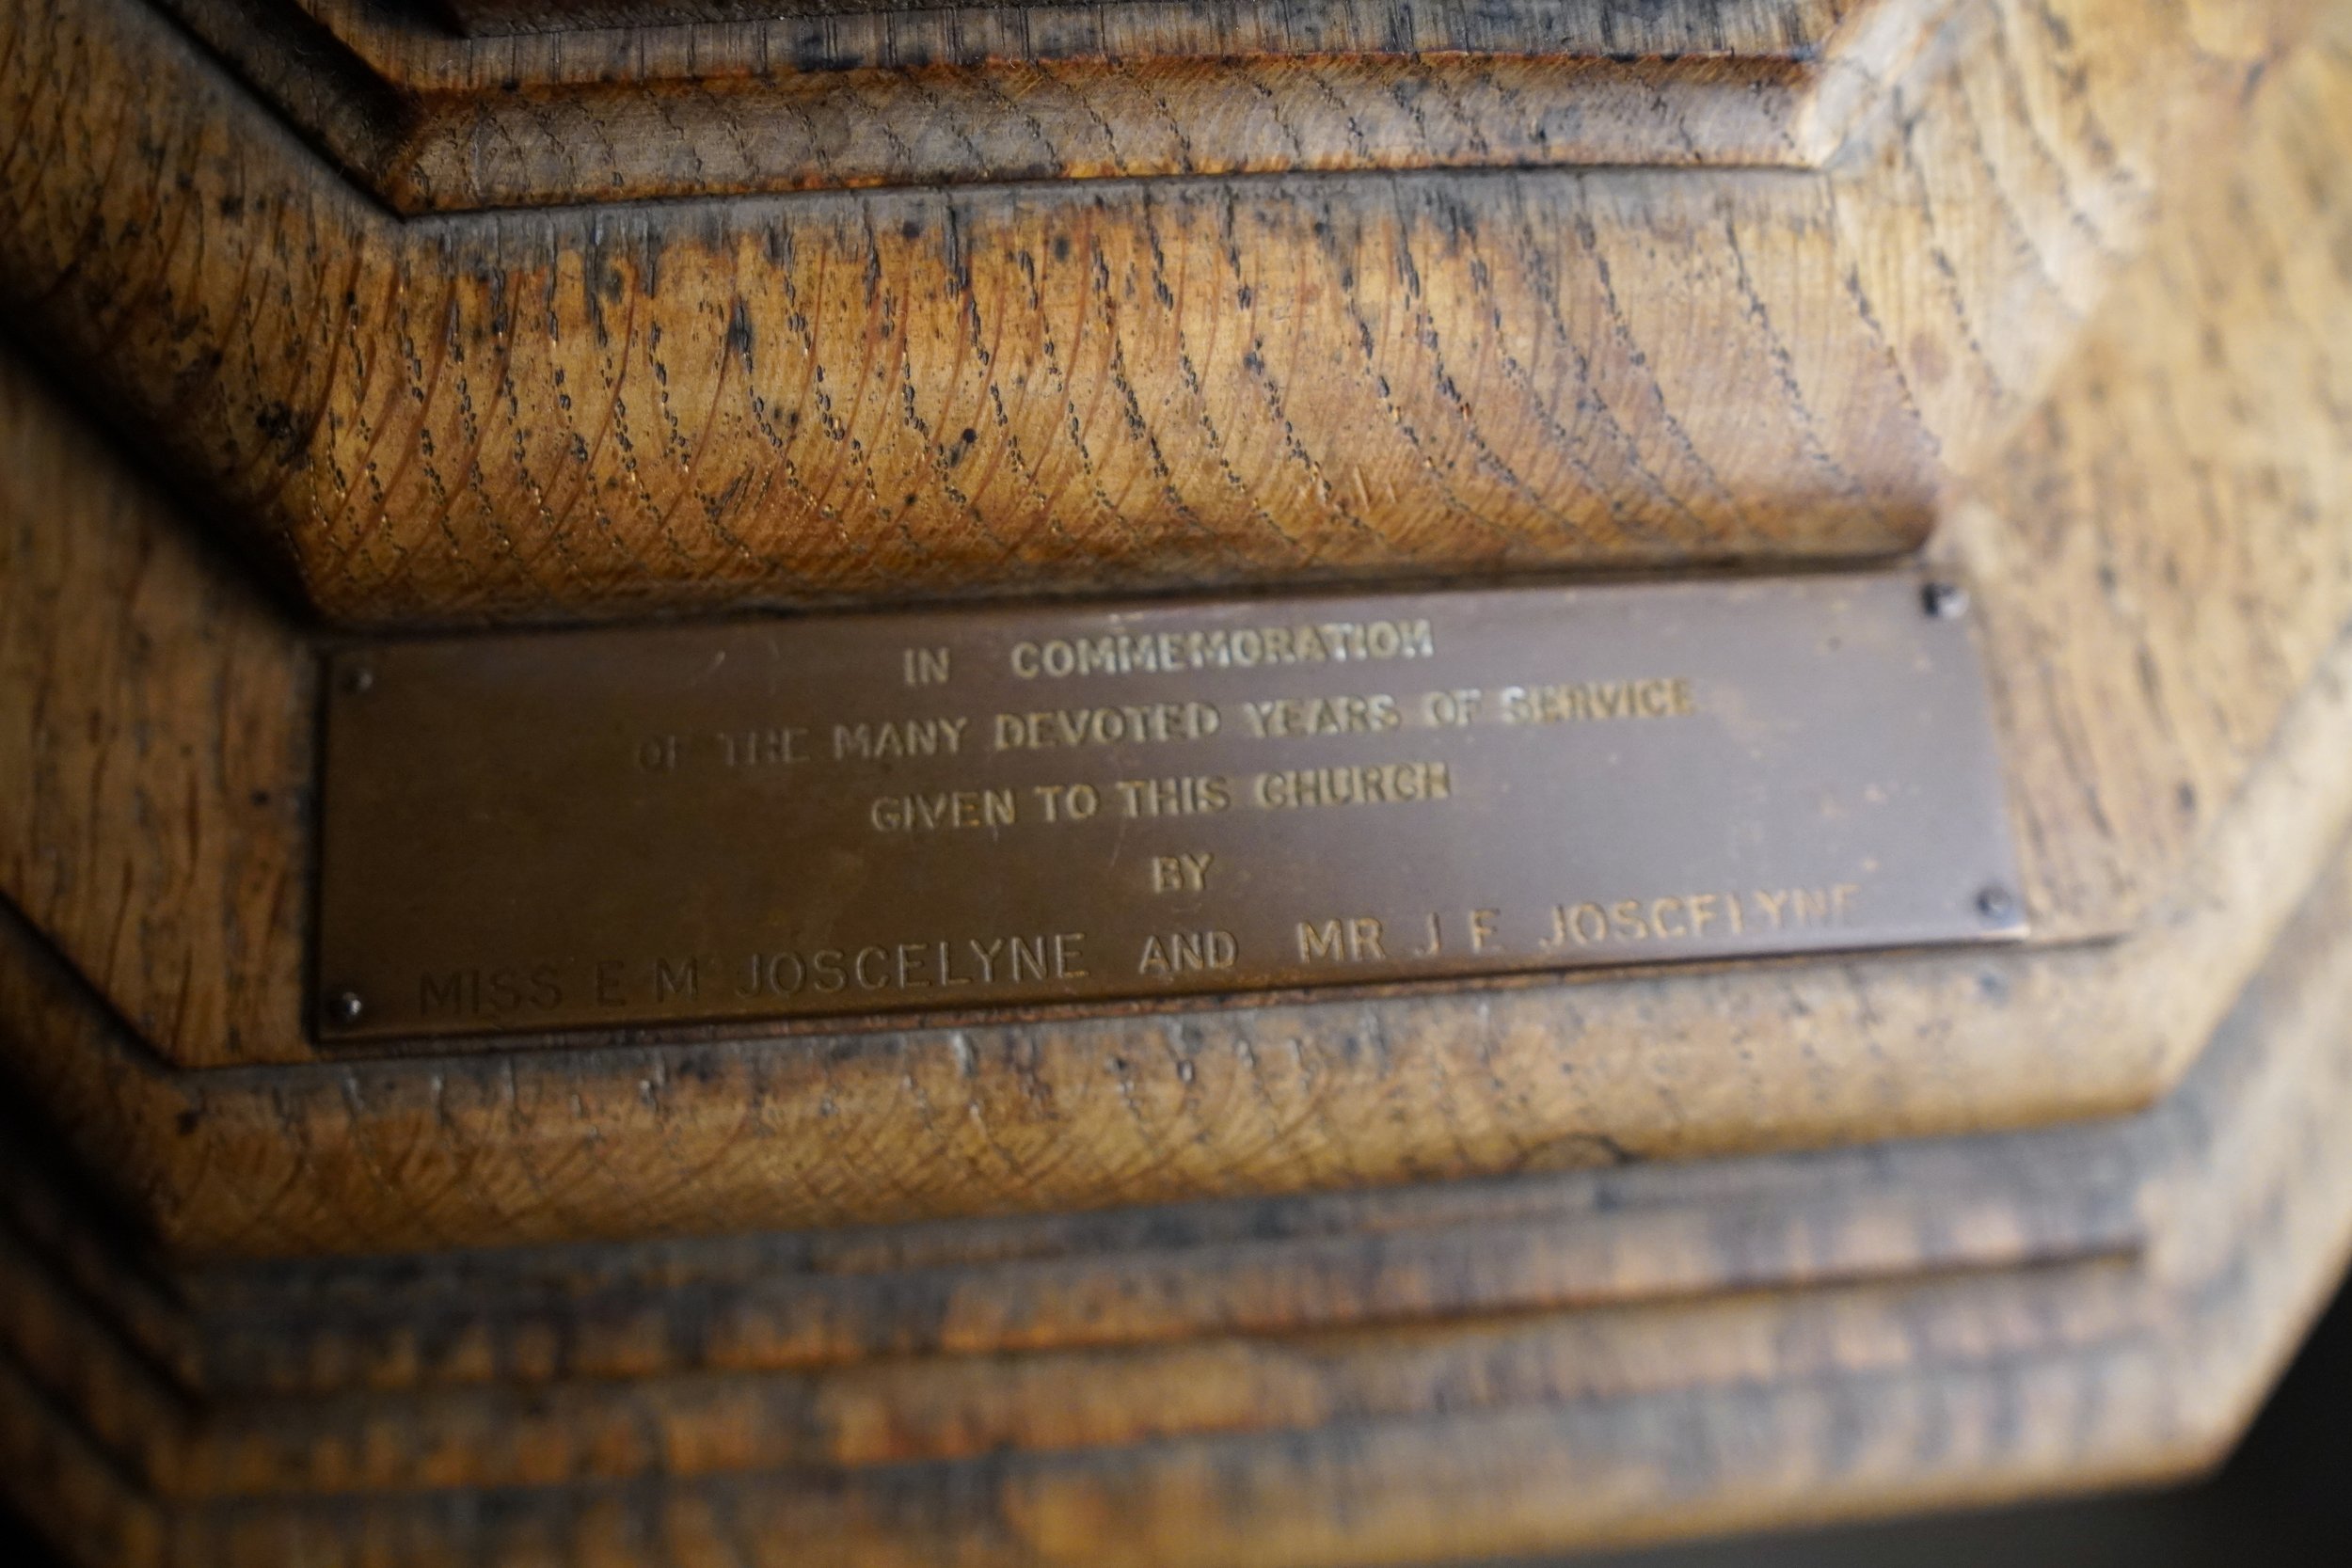 IN COMMEMORATION
OF THE MANY DEVOTED YEARS OF SERVICE
GIVEN TO THIS CHURCH
BY
MISS E M JOSCELYNE AND MR J E JOSCELYNE